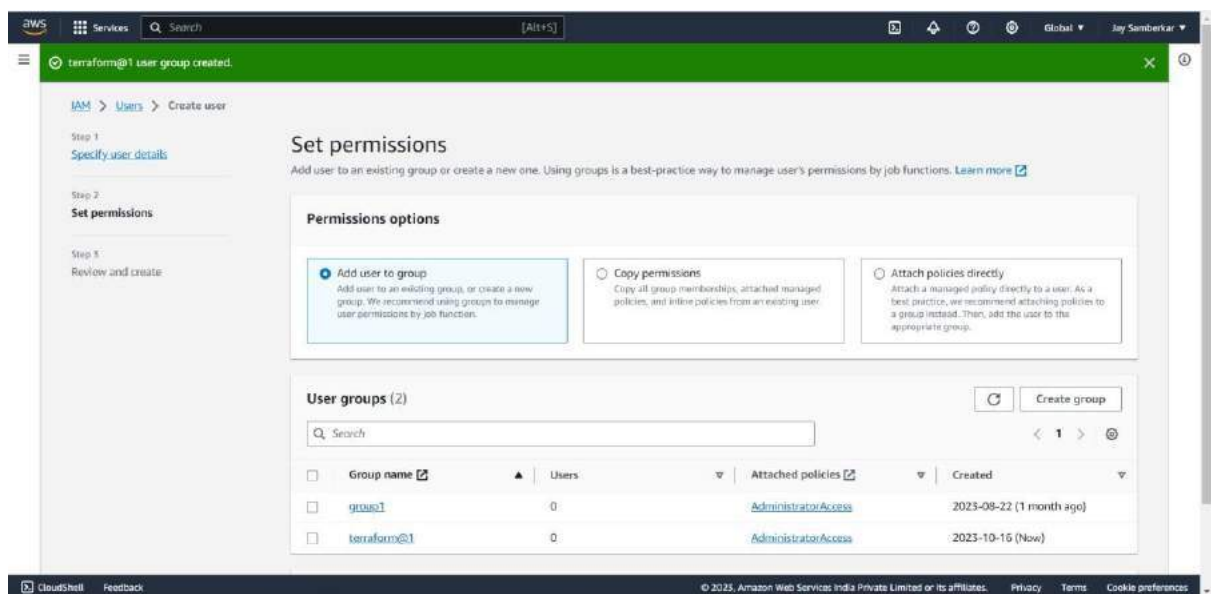 aws
Services
Search
[Alt+S]
Global
Jay Samberkar
terraform@1 user group created.
IAM > Users > Create user
Step 1
Specify user details
Step 2
Set permissions
Step 3
Review and create
Set permissions
Add user to an existing group or create a new one. Using groups is a best-practice way to manage user's permissions by job functions. Learn more
Permissions options
Add user to group
Add user to an existing group, or create a new
group. We recommend using groups to manage
user permissions by job function.
Copy permissions
Copy all group memberships, attached managed
policies, and inline policies from an existing user.
Attach policies directly
Attach a managed policy directly to a user. As a
best practice, we recommend attaching policies to
a group instead. Then, add the user to the
appropriate group.
User groups (2)
Create group
Search
< 1 >
Group name Users Attached policies Created
group1 0 AdministratorAccess 2023-08-22 (1 month ago)
terraform@1 0 AdministratorAccess 2023-10-16 (Now)
CloudShell Feedback © 2023, Amazon Web Services India Private Limited or its affiliates. Privacy Terms Cookie preferences